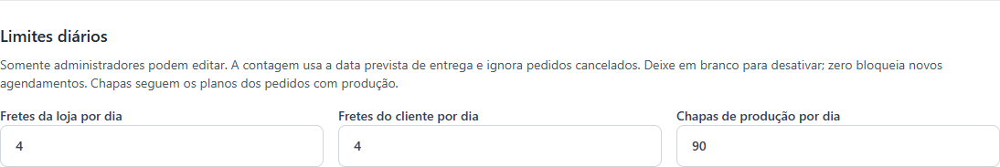 Limites diários
Somente administradores podem editar. A contagem usa a data prevista de entrega e ignora pedidos cancelados. Deixe em branco para desativar; zero bloqueia novos
agendamentos. Chapas seguem os planos dos pedidos com produção.
Fretes da loja por dia
4
Fretes do cliente por dia
4
Chapas de produção por dia
90